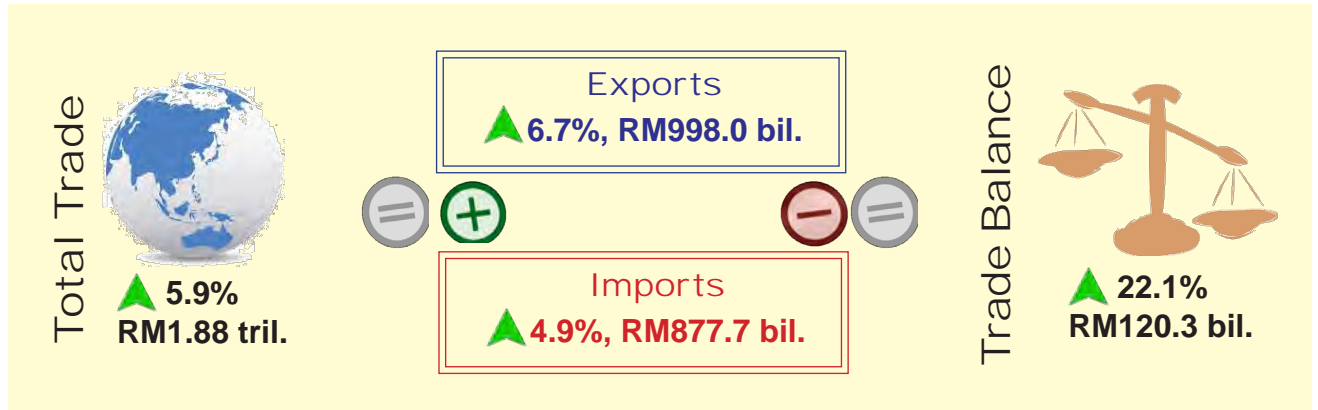 Total Trade
5.9%
RM1.88 tril.
Exports
6.7%, RM998.0 bil.
Imports
4.9%, RM877.7 bil.
Trade Balance
22.1%
RM120.3 bil.